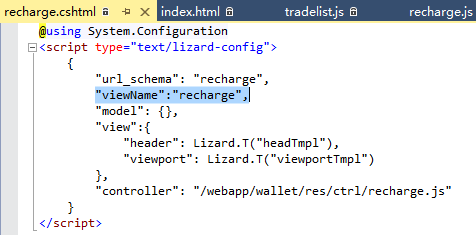 recharge.cshtml index.html tradelist.js recharge.js
@using System.Configuration
<script type="text/lizard-config">
{
"url_schema": "recharge",
"viewName":"recharge",
"model": {},
"view":{
"header": Lizard.T("headTmpl"),
"viewport": Lizard.T("viewportTmpl")
},
"controller": "/webapp/wallet/res/ctrl/recharge.js"
}
</script>